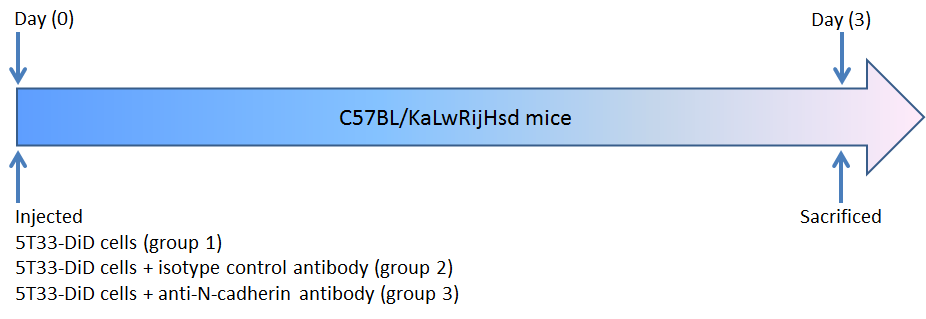 Day (0)
Day (3)
C57BL/KaLwRijHsd mice
Injected
Sacrificed
5T33-DiD cells (group 1)
5T33-DiD cells + isotype control antibody (group 2)
5T33-DiD cells + anti-N-cadherin antibody (group 3)